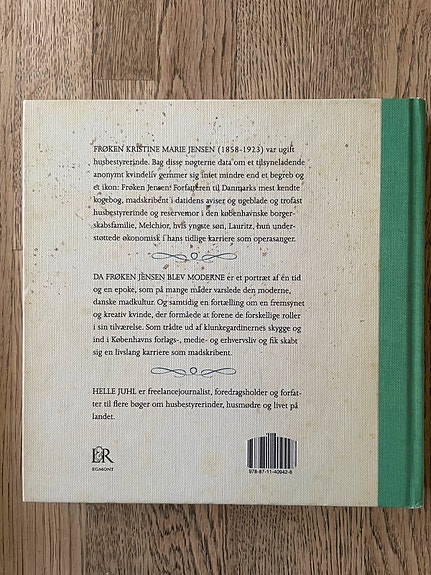 FRØKEN KRISTINE MARIE JENSEN (1858-1923) var ugift
husbestyrerinde. Bag disse nøgterne data om et tilsyneladende
anonymt kvindeliv gemmer sig intet mindre end et begreb og
et ikon: Frøken Jensen! Forfatteren til Danmarks mest kendte
kogebog, madskribent i datidens aviser og ugeblade og trofast
husbestyrerinde og reservemor i den københavnske borger-
skabsfamilie, Melchior, hvis yngste søn, Lauritz, hun under-
støttede økonomisk i hans tidlige karriere som operasanger.
DA FRØKEN JENSEN BLEV MODERNE er et portræt af én tid
og en epoke, som på mange måder varslede den moderne,
danske madkultur. Og samtidig en fortælling om en fremsynet
og kreativ kvinde, der formåede at forene de forskellige roller
i sin tilværelse. Som trådte ud af klunkegardinernes skygge og
ind i Københavns forlags-, medie- og erhvervsliv og fik skabt
sig en livslang karriere som madskribent.
HELLE JUHL er freelancejournalist, foredragsholder og forfat-
ter til flere bøger om husbestyrerinder, husmødre og livet på
landet.
L&R
EGMONT
978-87-11-40942-8